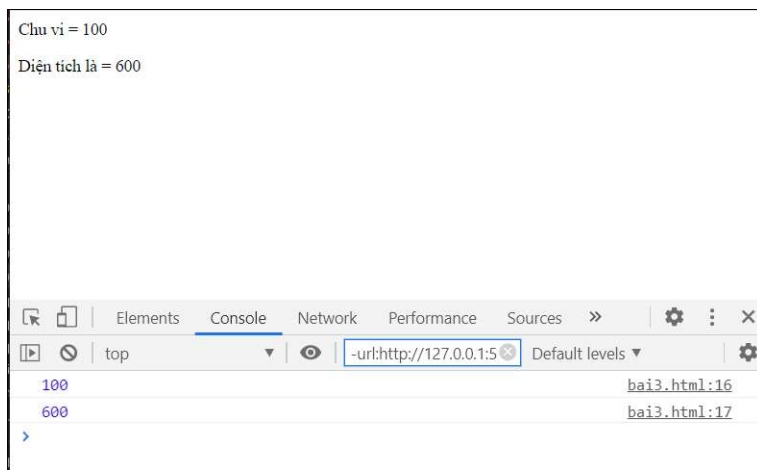 Chu vi = 100
Diện tích là = 600
Elements Console Network Performance Sources »
top ▼ -url:http://127.0.0.1:5 Default levels ▼
100 bai3.html:16
600 bai3.html:17
>